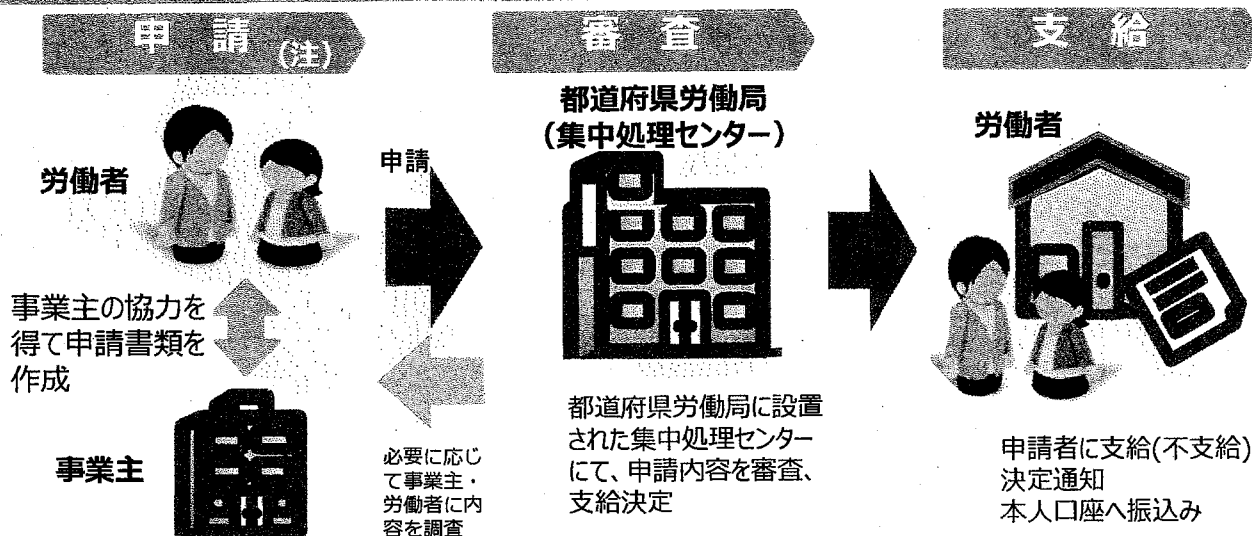 申請(注)
労働者
事業主の協力を
得て申請書類を
作成
事業主
申請
必要に応じ
て事業主・
労働者に内
容を調査
審査
都道府県労働局
(集中処理センター)
都道府県労働局に設置
された集中処理センター
にて、申請内容を審査、
支給決定
支給
労働者
申請者に支給(不支給)
決定通知
本人口座へ振込み